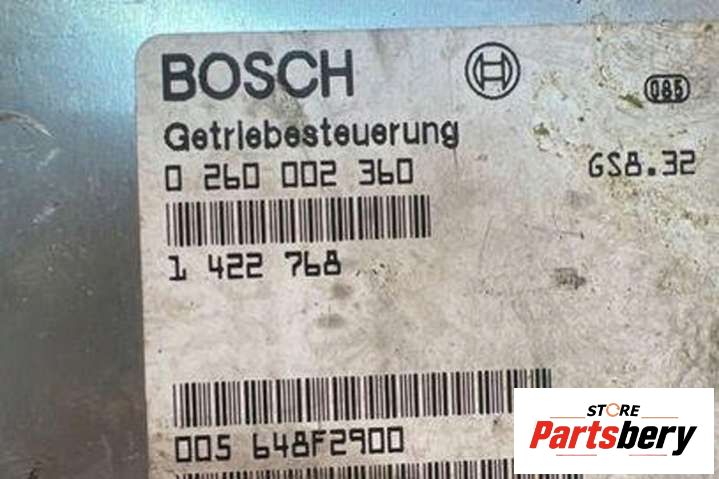 BOSCH
085
Getriebesteuerung
0 260 002 360
GS8.32
1 422 768
005 648F2900
STORE
Partsbery